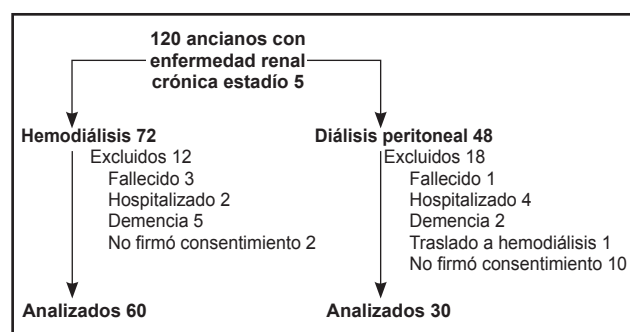 120 ancianos con
enfermedad renal
crónica estadío 5
Hemodiálisis 72
Excluidos 12
Fallecido 3
Hospitalizado 2
Demencia 5
No firmó consentimiento 2
Analizados 60
Diálisis peritoneal 48
Excluidos 18
Fallecido 1
Hospitalizado 4
Demencia 2
Traslado a hemodiálisis 1
No firmó consentimiento 10
Analizados 30